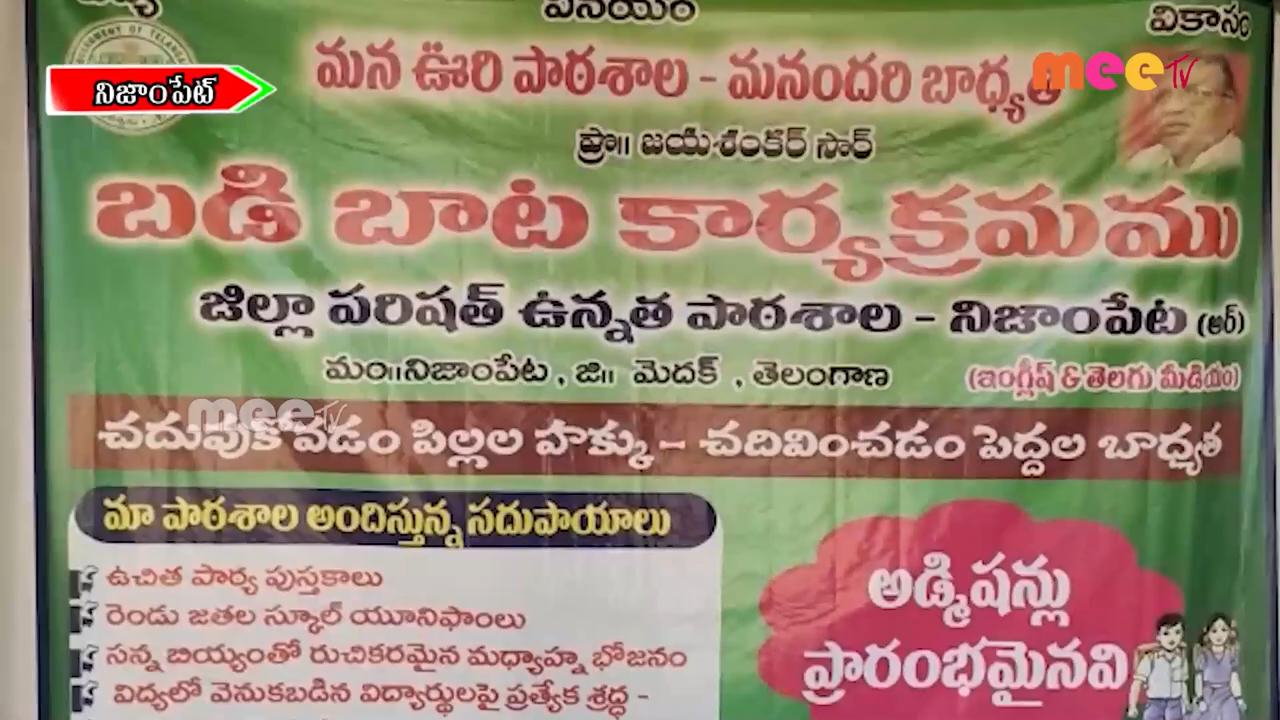 వినయం
వికాసం
మన ఊరి పాఠశాల - మనందరి బాధ్యత
meeTV
నిజాంపేట్
ప్రొ॥ జయశంకర్ సార్
బడి బాట కార్యక్రమము
జిల్లా పరిషత్ ఉన్నత పాఠశాల - నిజాంపేట (ఆర్)
మం॥నిజాంపేట, జి॥ మెదక్, తెలంగాణ
(ఇంగ్లీష్ & తెలుగు మీడియం)
meeTV
చదువుకోవడం పిల్లల హక్కు - చదివించడం పెద్దల బాధ్యత
మా పాఠశాల అందిస్తున్న సదుపాయాలు
ఉచిత పాఠ్య పుస్తకాలు
రెండు జతల స్కూల్ యూనిఫాంలు
సన్న బియ్యంతో రుచికరమైన మధ్యాహ్న భోజనం
విద్యలో వెనుకబడిన విద్యార్థులపై ప్రత్యేక శ్రద్ధ -
అడ్మిషన్లు
ప్రారంభమైనవి